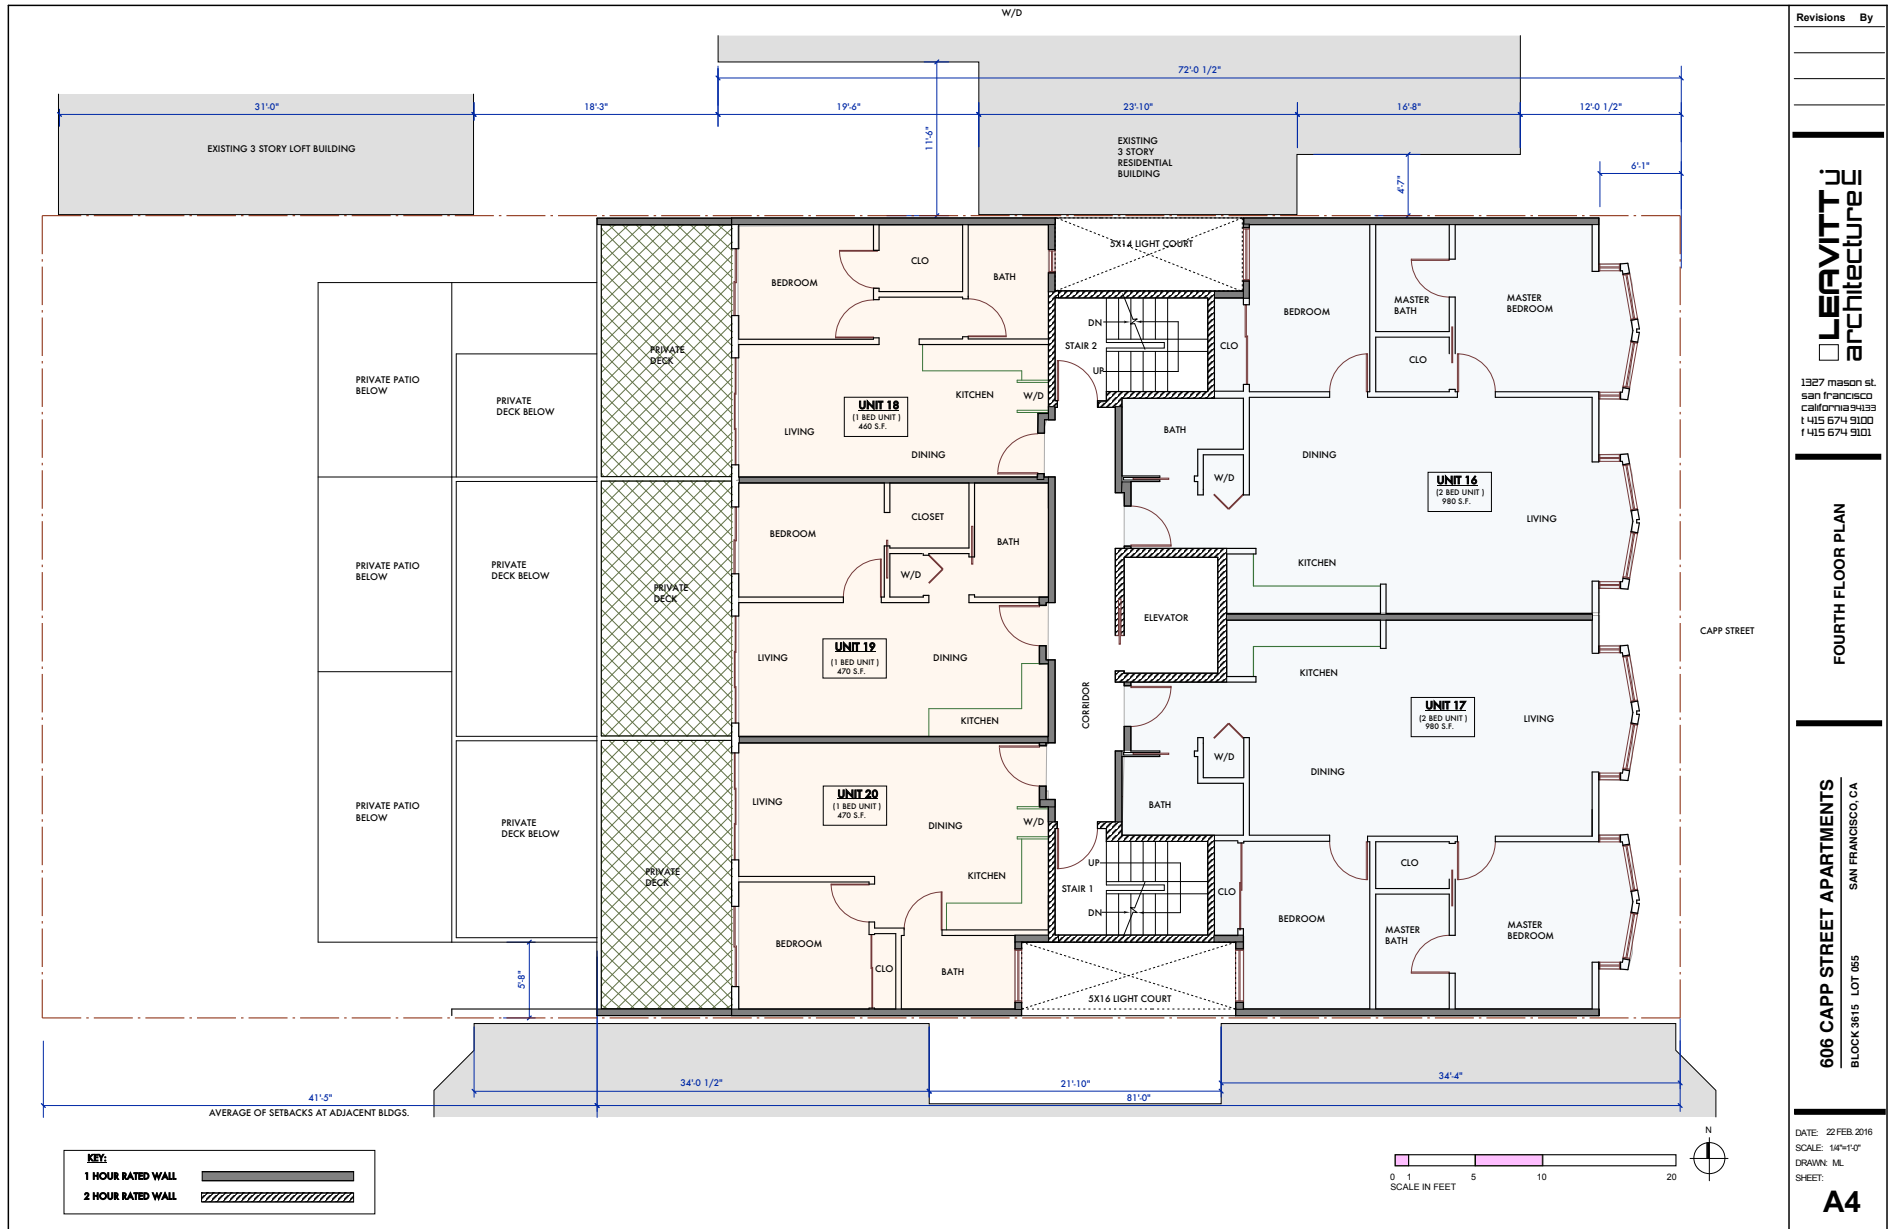 W/D
Revisions By
72'-0 1/2"
31'-0"
18'-3"
19'-6"
23'-10"
16'-8"
12'-0 1/2"
11'-6"
EXISTING 3 STORY LOFT BUILDING
EXISTING
3 STORY
RESIDENTIAL
BUILDING
4'-7"
6'-1"
LEAVITT
architecture
1327 mason st.
san francisco
california 94133
t 415 674 9100
f 415 674 9101
5X14 LIGHT COURT
BEDROOM
CLO
BATH
BEDROOM
MASTER
BATH
MASTER
BEDROOM
DN
STAIR 2
UP
CLO
CLO
PRIVATE
DECK
PRIVATE PATIO
BELOW
PRIVATE
DECK BELOW
KITCHEN
W/D
UNIT 18
(1 BED UNIT )
460 S.F.
LIVING
DINING
BATH
DINING
W/D
UNIT 16
(2 BED UNIT )
980 S.F.
LIVING
KITCHEN
FOURTH FLOOR PLAN
BEDROOM
CLOSET
BATH
W/D
PRIVATE PATIO
BELOW
PRIVATE
DECK BELOW
PRIVATE
DECK
ELEVATOR
CAPP STREET
UNIT 19
(1 BED UNIT )
470 S.F.
LIVING
DINING
KITCHEN
CORRIDOR
KITCHEN
UNIT 17
(2 BED UNIT )
980 S.F.
LIVING
W/D
DINING
BATH
LIVING
UNIT 20
(1 BED UNIT )
470 S.F.
DINING
W/D
KITCHEN
PRIVATE PATIO
BELOW
PRIVATE
DECK BELOW
PRIVATE
DECK
UP
STAIR 1
DN
CLO
CLO
BEDROOM
MASTER
BATH
MASTER
BEDROOM
BEDROOM
CLO
BATH
5X16 LIGHT COURT
5'-8"
606 CAPP STREET APARTMENTS
BLOCK 3615 LOT 055
SAN FRANCISCO, CA
34'-0 1/2"
21'-10"
34'-4"
41'-5"
81'-0"
AVERAGE OF SETBACKS AT ADJACENT BLDGS.
KEY:
1 HOUR RATED WALL
2 HOUR RATED WALL
N
0 1 5 10 20
SCALE IN FEET
DATE: 22 FEB. 2016
SCALE: 1/4"=1'-0"
DRAWN: ML
SHEET:
A4